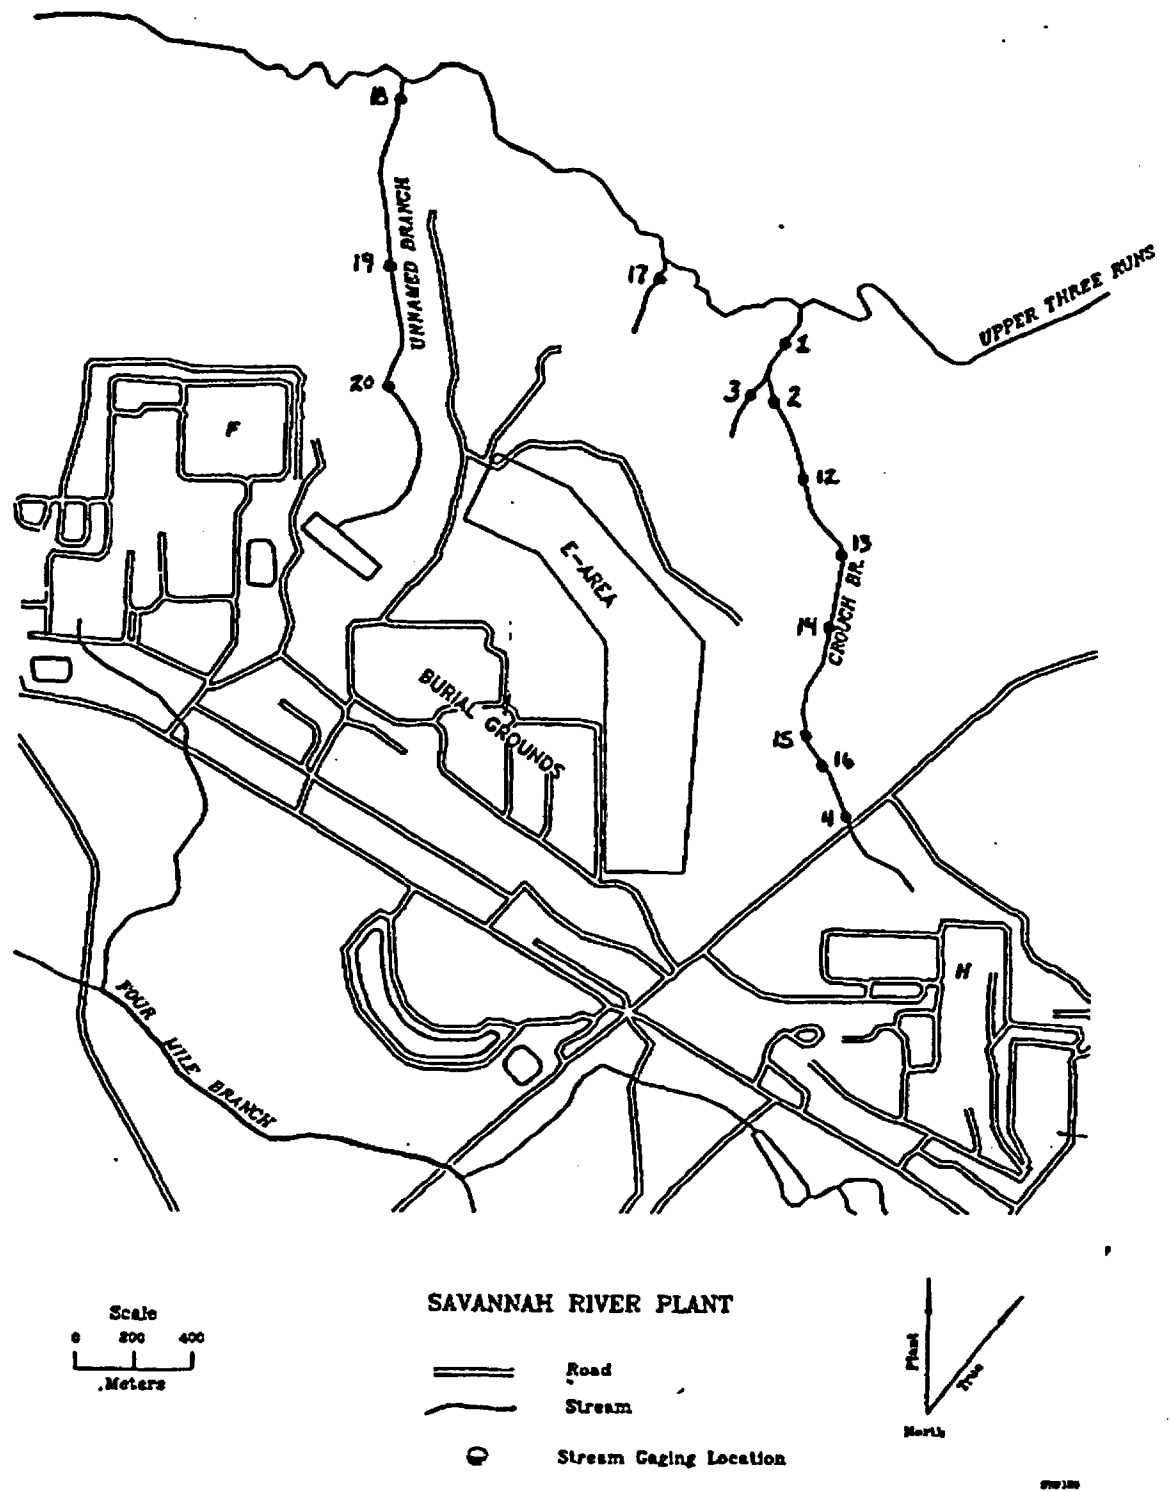 18
UNNAMED BRANCH
19
17
UPPER THREE RUNS
1
20
3
2
F
12
E-AREA
13
CROUCH BR.
14
BURIAL GROUNDS
15
16
4
H
FOUR MILE BRANCH
SAVANNAH RIVER PLANT
Scale
0 200 400
Meters
Road
Stream
Stream Gaging Location
Plant
True
North